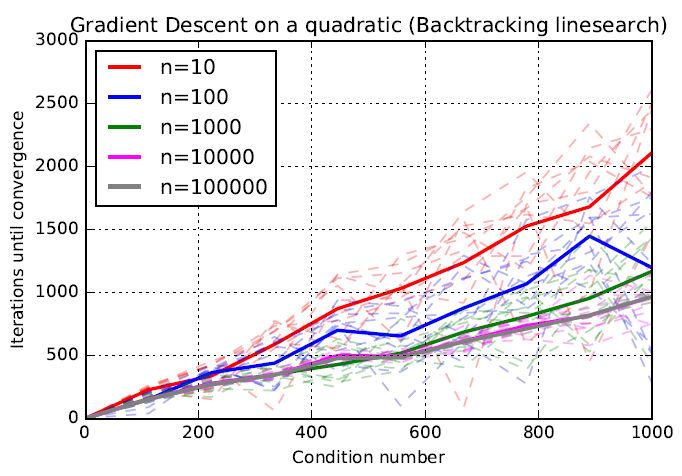 Gradient Descent on a quadratic (Backtracking linesearch)
3000
2500
2000
1500
1000
500
0
n=10
n=100
n=1000
n=10000
n=100000
Iterations until convergence
0 200 400 600 800 1000
Condition number